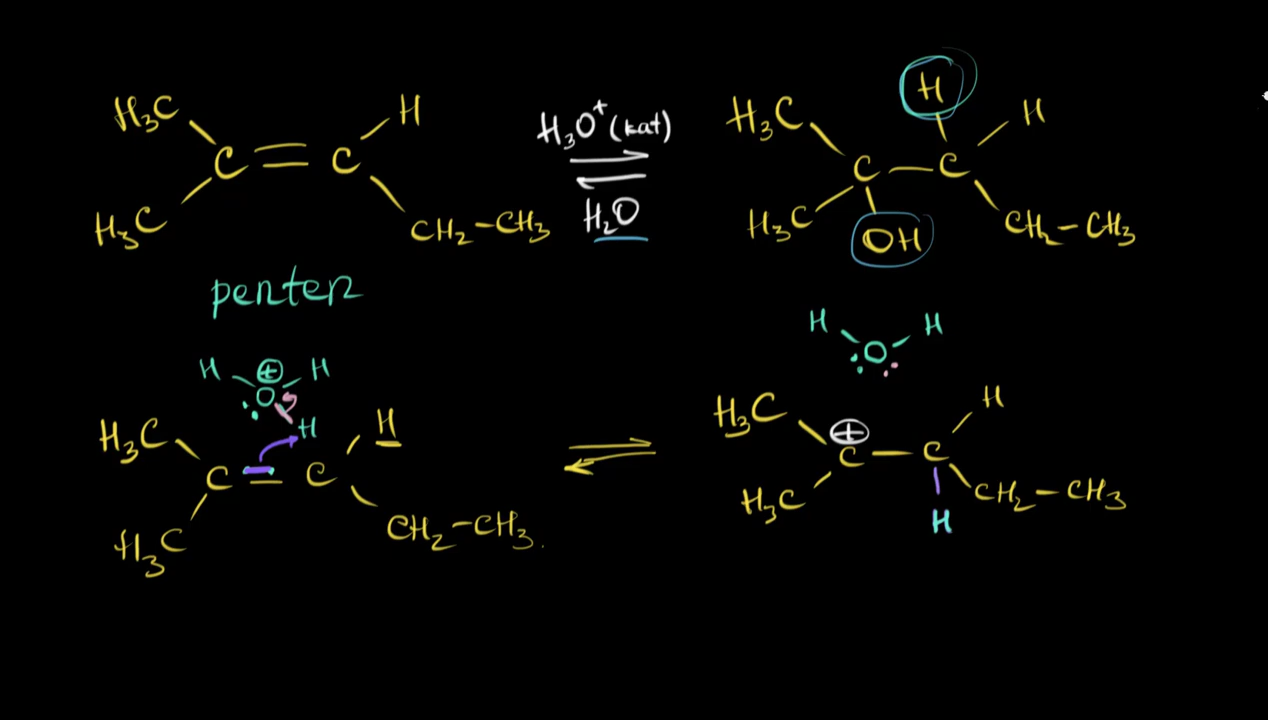 H₃C H H₃O⁺(kat) H₃C H H
C = C C — C
H₃C CH₂-CH₃ H₂O H₃C OH CH₂-CH₃
penten
H ⊕ H H H
O O
H₃C H H H₃C ⊕ H
C = C C — C
H₃C CH₂-CH₃. H₃C H CH₂-CH₃